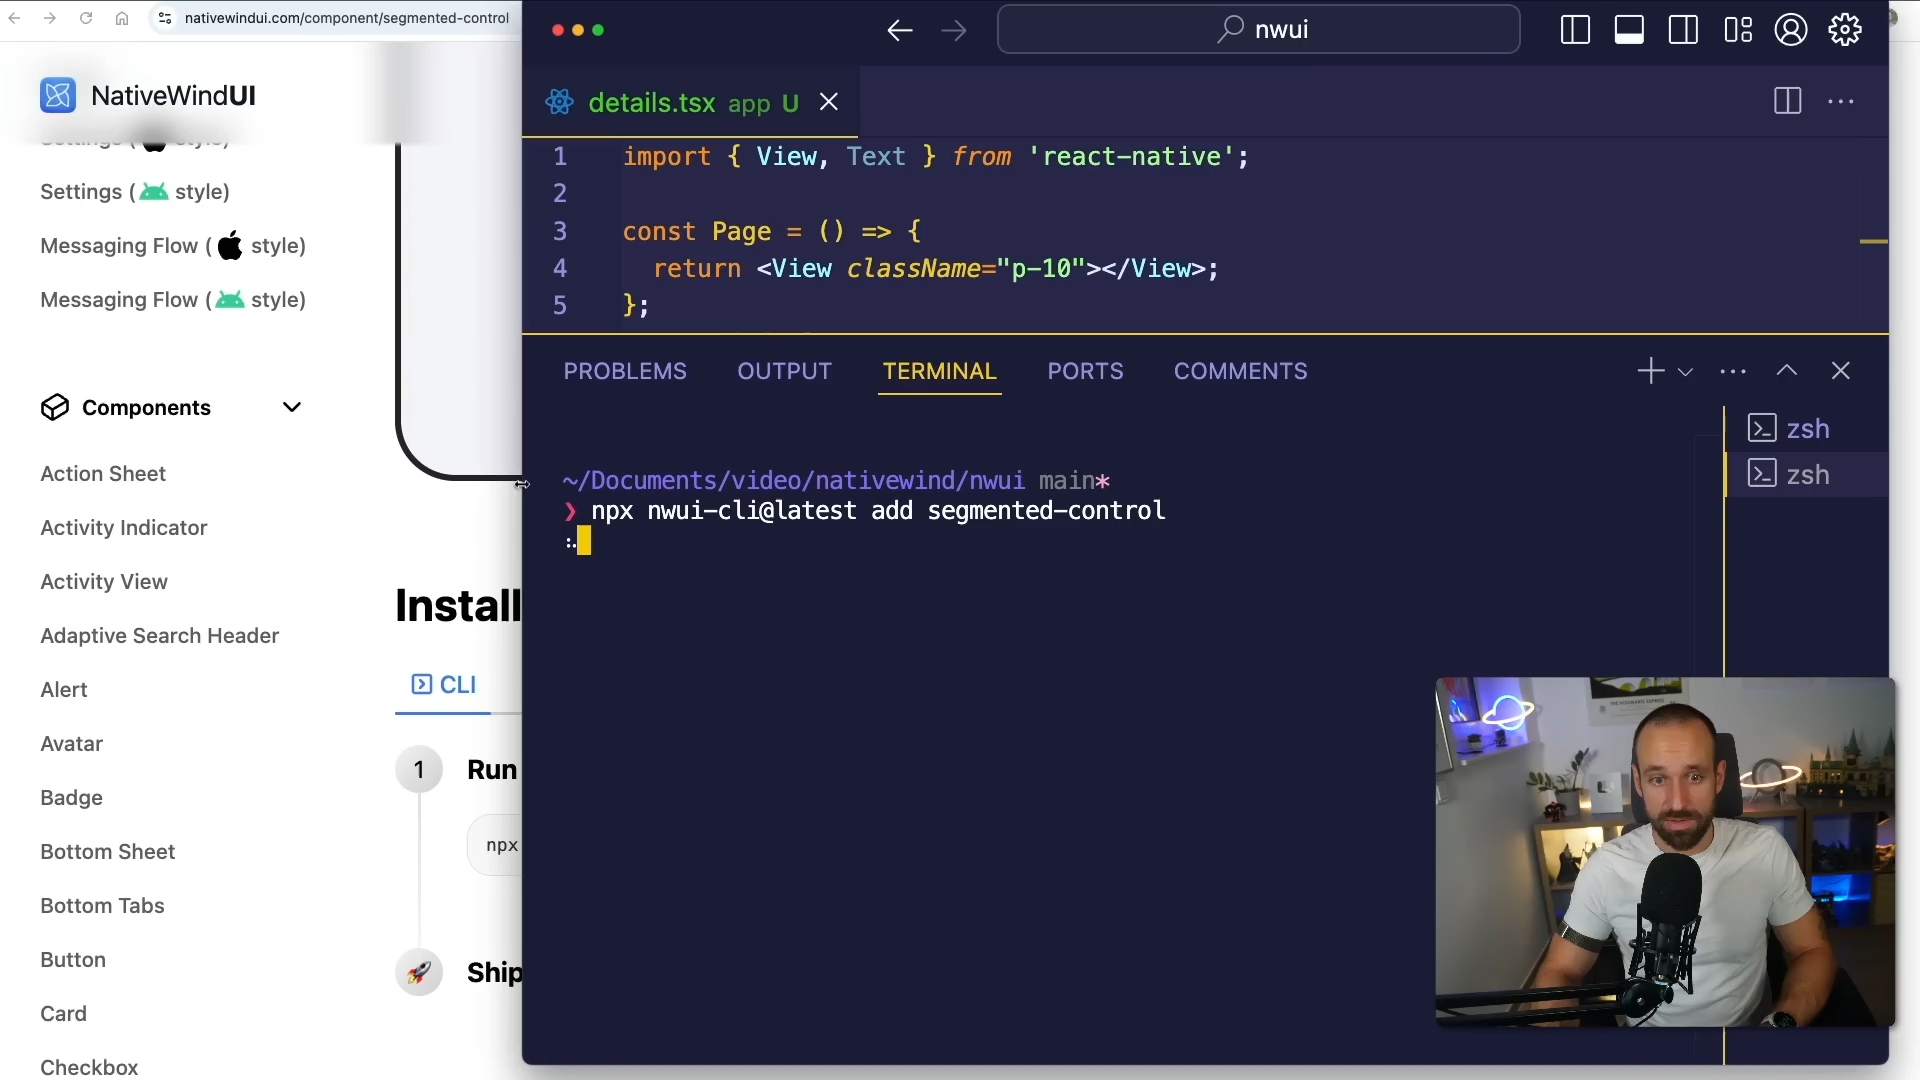 nativewindui.com/component/segmented-control
NativeWindUI
Settings ( style)
Settings ( style)
Messaging Flow ( style)
Messaging Flow ( style)
Components
Action Sheet
Activity Indicator
Activity View
Adaptive Search Header
Alert
Avatar
Badge
Bottom Sheet
Bottom Tabs
Button
Card
Checkbox
Install
CLI
1
Run
npx
Ship
nwui
details.tsx app U
1 import { View, Text } from 'react-native';
2
3 const Page = () => {
4 return <View className="p-10"></View>;
5 };
PROBLEMS OUTPUT TERMINAL PORTS COMMENTS
zsh
zsh
~/Documents/video/nativewind/nwui main*
❯ npx nwui-cli@latest add segmented-control